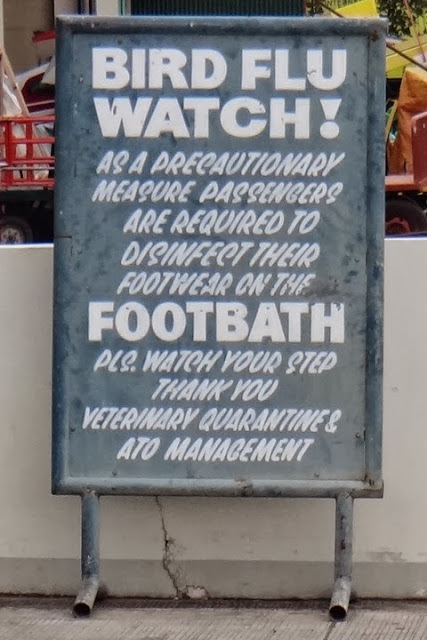 BIRD FLU
WATCH!
AS A PRECAUTIONARY
MEASURE PASSENGERS
ARE REQUIRED TO
DISINFECT THEIR
FOOTWEAR ON THE
FOOTBATH
PLS. WATCH YOUR STEP
THANK YOU
VETERINARY QUARANTINE &
ATO MANAGEMENT